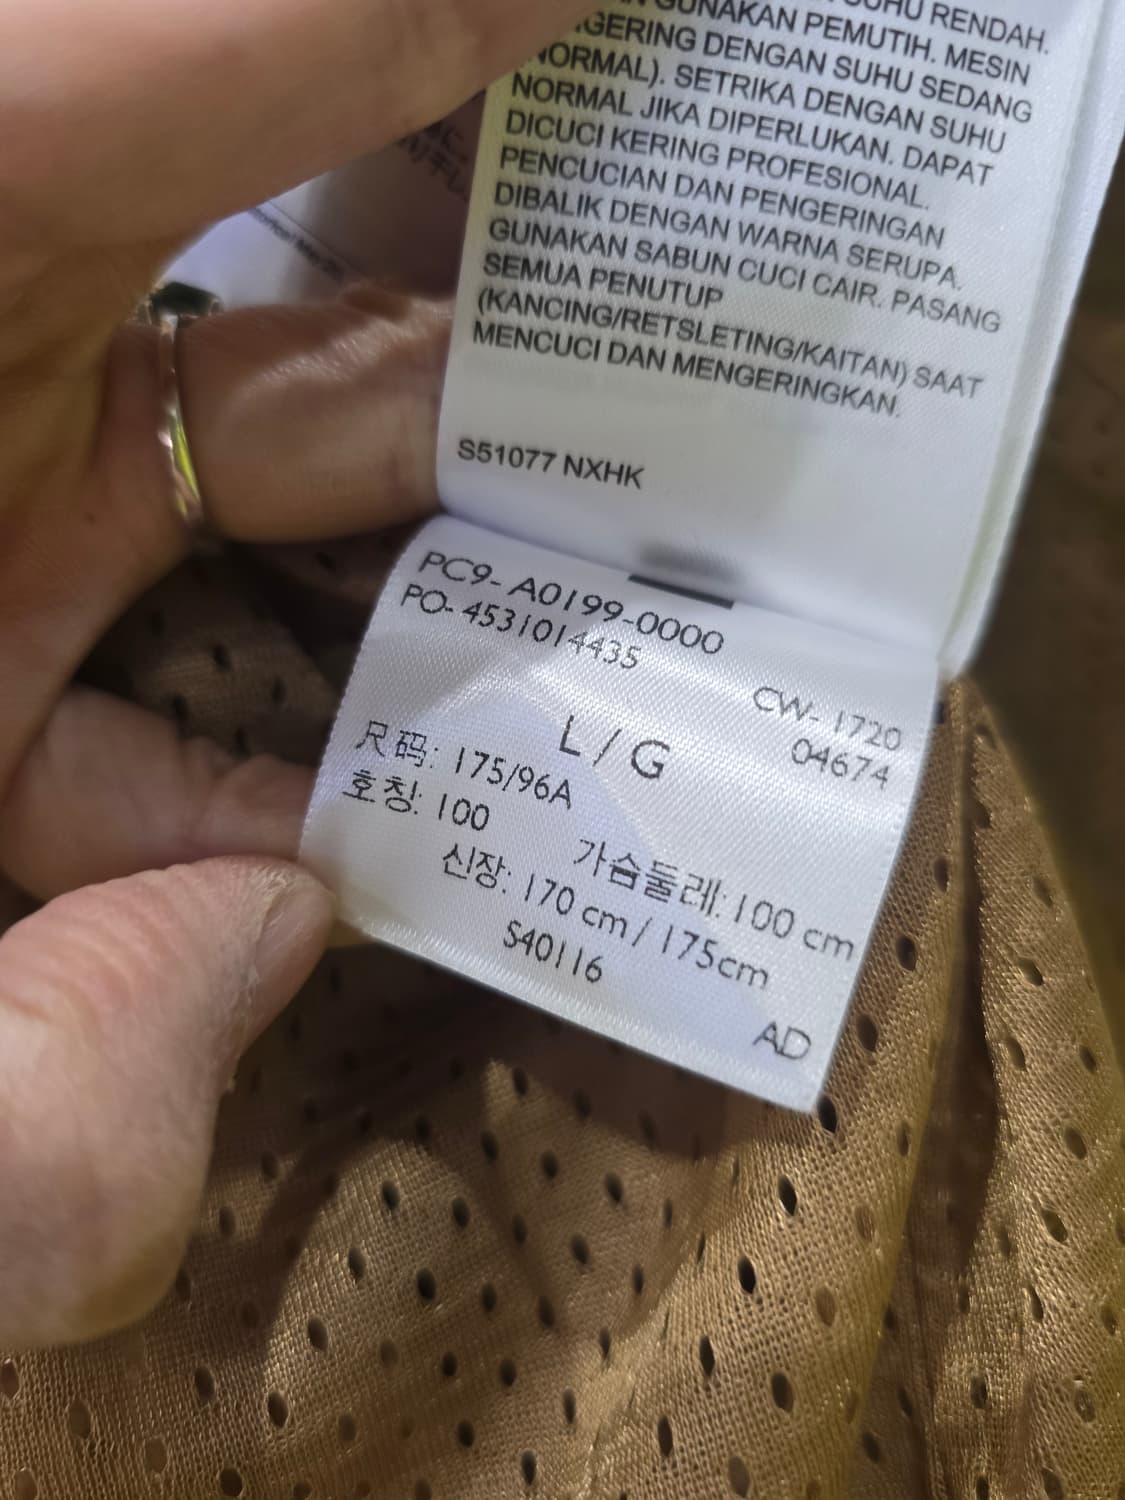 SUHU RENDAH.
GUNAKAN PEMUTIH. MESIN
DENGAN SUHU SEDANG
NORMAL). SETRIKA DENGAN SUHU
NORMAL JIKA DIPERLUKAN. DAPAT
DICUCI KERING PROFESIONAL.
PENCUCIAN DAN PENGERINGAN
DIBALIK DENGAN WARNA SERUPA.
GUNAKAN SABUN CUCI CAIR. PASANG
SEMUA PENUTUP
(KANCING/RETSLETING/KAITAN) SAAT
MENCUCI DAN MENGERINGKAN.
S51077 NXHK
PC9- A0199-0000
PO- 4531014435
CW- 1720
04674
L / G
尺码: 175/96A
호칭: 100
가슴둘레: 100 cm
신장: 170 cm / 175cm
S40116
AD